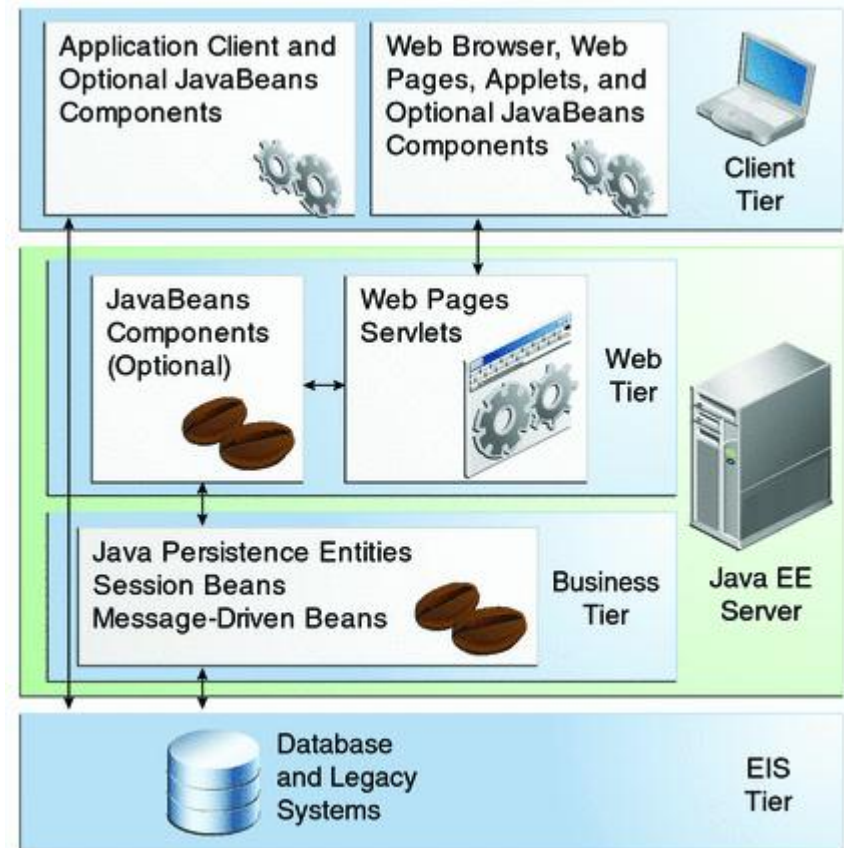 Application Client and
Optional JavaBeans
Components
Web Browser, Web
Pages, Applets, and
Optional JavaBeans
Components
Client
Tier
JavaBeans
Components
(Optional)
Web Pages
Servlets
Web
Tier
Java Persistence Entities
Session Beans
Message-Driven Beans
Business
Tier
Java EE
Server
Database
and Legacy
Systems
EIS
Tier